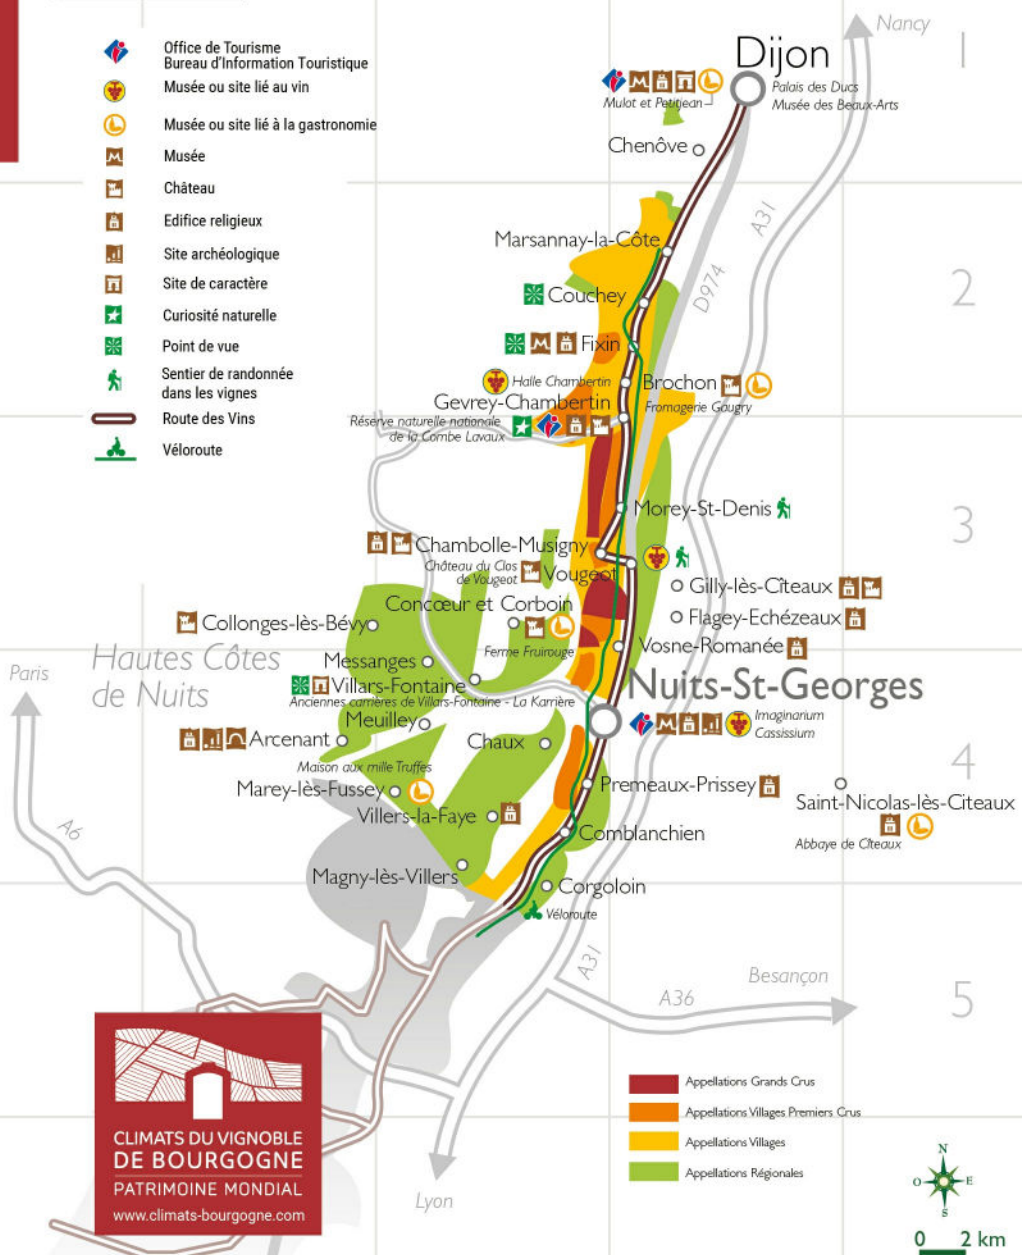 Office de Tourisme
Bureau d'Information Touristique
Musée ou site lié au vin
Musée ou site lié à la gastronomie
Musée
Château
Edifice religieux
Site archéologique
Site de caractère
Curiosité naturelle
Point de vue
Sentier de randonnée
dans les vignes
Route des Vins
Véloroute
Nancy
1
Dijon
Palais des Ducs
Musée des Beaux-Arts
Mulot et Petitjean
Chenôve
A31
Marsannay-la-Côte
D974
2
Couchey
Fixin
Halle Chambertin
Brochon
Fromagerie Gaugry
Gevrey-Chambertin
Réserve naturelle nationale
de la Combe Lavaux
Morey-St-Denis
3
Chambolle-Musigny
Château du Clos
de Vougeot
Vougeot
Gilly-lès-Cîteaux
Concœur et Corboin
Flagey-Echézeaux
Collonges-lès-Bévy
Ferme Fruirouge
Vosne-Romanée
Hautes Côtes
de Nuits
Paris
Messanges
Villars-Fontaine
Anciennes carrières de Villars-Fontaine - La Karrière
Nuits-St-Georges
Imaginarium
Cassissium
Meuilley
Arcenant
Chaux
4
Maison aux mille Truffes
Marey-lès-Fussey
Premeaux-Prissey
Saint-Nicolas-lès-Citeaux
Abbaye de Cîteaux
Villers-la-Faye
A6
Comblanchien
Magny-lès-Villers
Corgoloin
Véloroute
A31
Besançon
A36
5
Lyon
CLIMATS DU VIGNOBLE
DE BOURGOGNE
PATRIMOINE MONDIAL
www.climats-bourgogne.com
Appellations Grands Crus
Appellations Villages Premiers Crus
Appellations Villages
Appellations Régionales
N
O
E
S
0 2 km